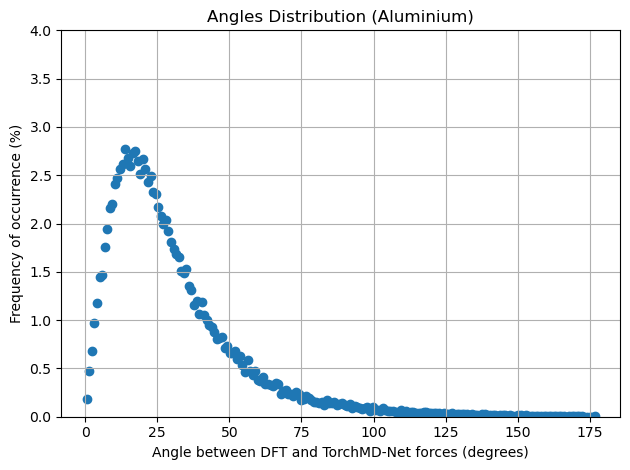 Angles Distribution (Aluminium)
4.0
3.5
3.0
2.5
2.0
1.5
1.0
0.5
0.0
Frequency of occurrence (%)
0 25 50 75 100 125 150 175
Angle between DFT and TorchMD-Net forces (degrees)